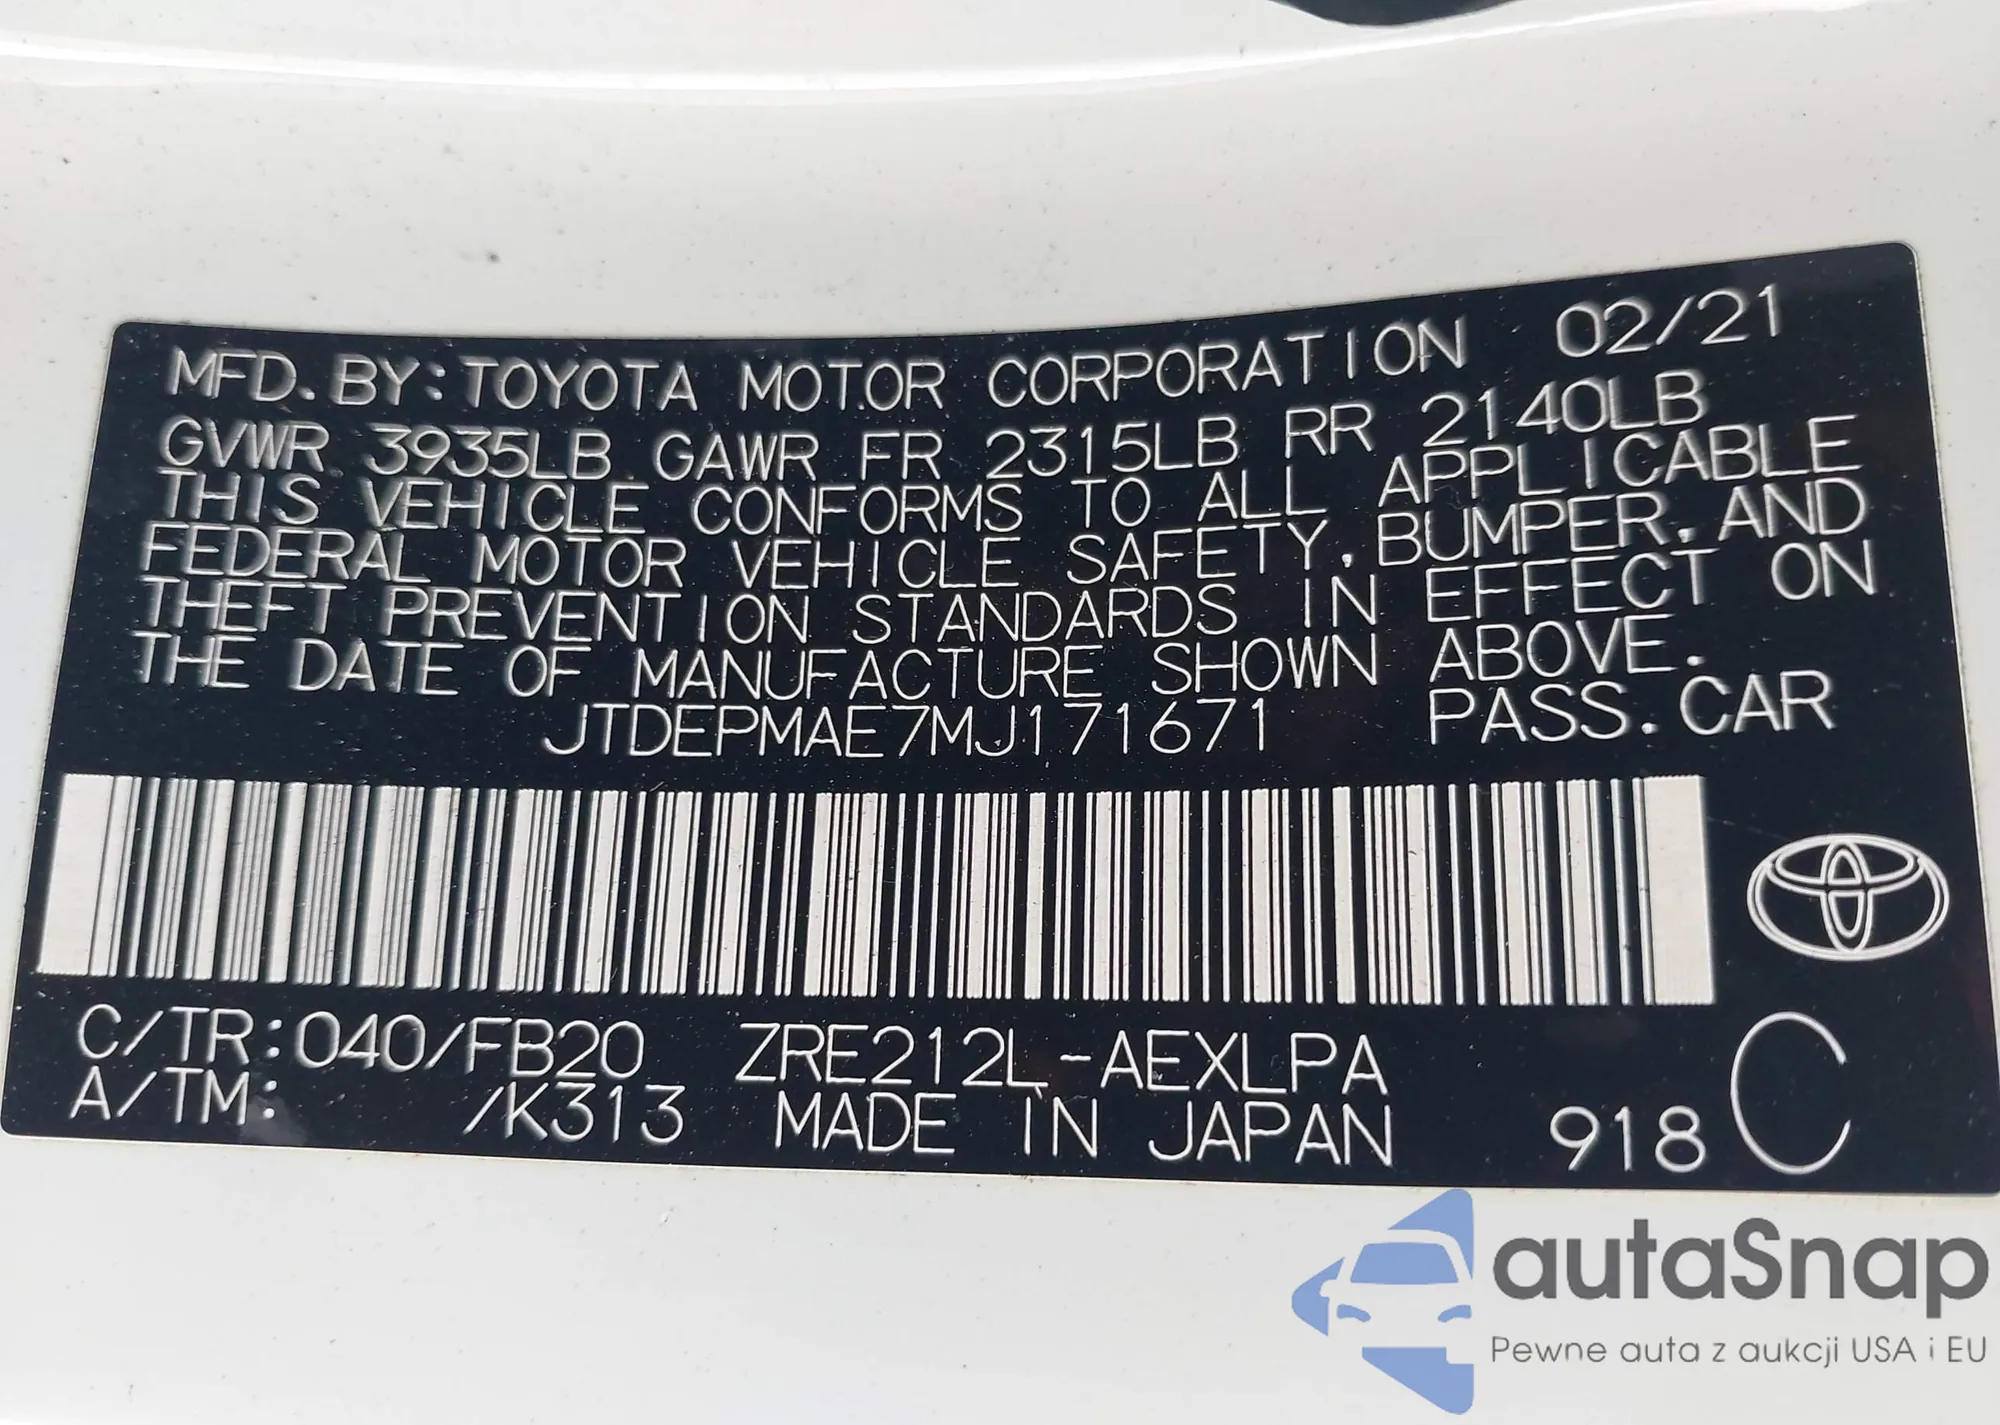 MFD.BY:TOYOTA MOTOR CORPORATION 02/21
GVWR 3935LB GAWR FR 2315LB RR 2140LB
THIS VEHICLE CONFORMS TO ALL APPLICABLE
FEDERAL MOTOR VEHICLE SAFETY, BUMPER, AND
THEFT PREVENTION STANDARDS IN EFFECT ON
THE DATE OF MANUFACTURE SHOWN ABOVE.
JTDEPMAE7MJ171671 PASS.CAR
C/TR:040/FB20 ZRE212L-AEXLPA
A/TM: /K313 MADE IN JAPAN 918 C
autaSnap
Pewne auta z aukcji USA i EU